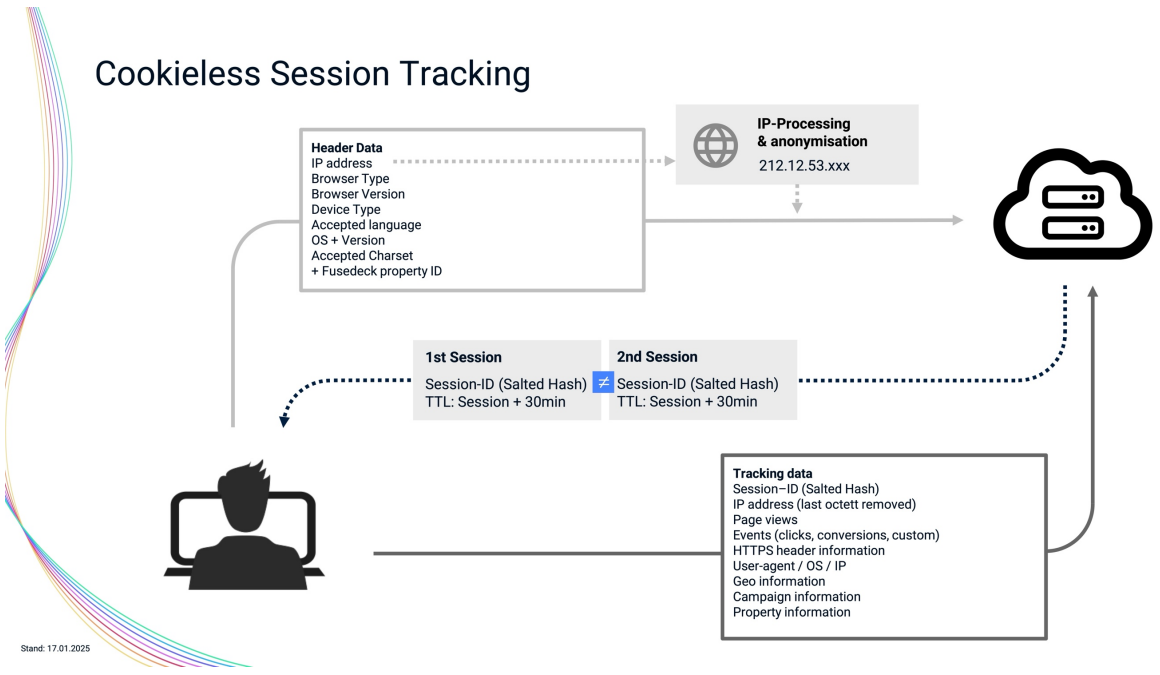 Cookieless Session Tracking
Header Data
IP address
Browser Type
Browser Version
Device Type
Accepted language
OS + Version
Accepted Charset
+ Fusedeck property ID
IP-Processing
& anonymisation
212.12.53.xxx
1st Session
Session-ID (Salted Hash)
TTL: Session + 30min
≠
2nd Session
Session-ID (Salted Hash)
TTL: Session + 30min
Tracking data
Session–ID (Salted Hash)
IP address (last octett removed)
Page views
Events (clicks, conversions, custom)
HTTPS header information
User-agent / OS / IP
Geo information
Campaign information
Property information
Stand: 17.01.2025